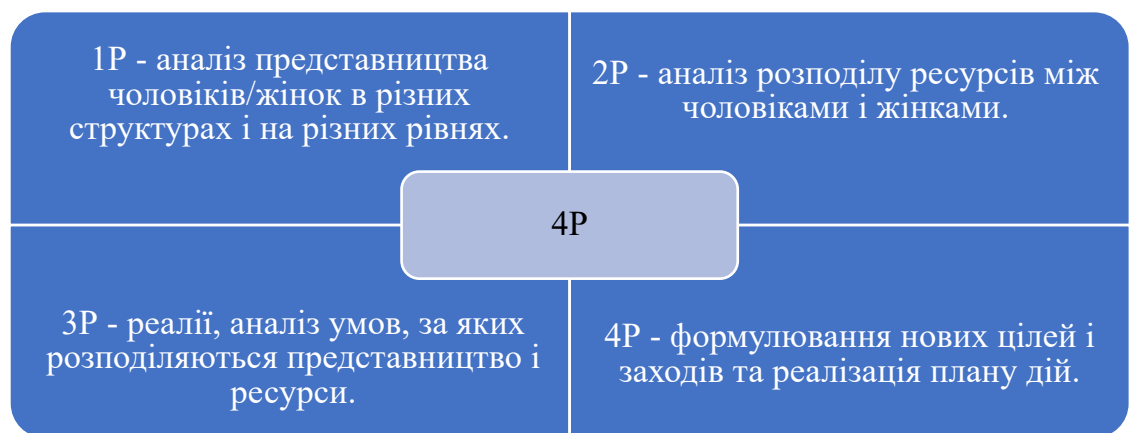 1Р - аналіз представництва
чоловіків/жінок в різних
структурах і на різних рівнях.
2Р - аналіз розподілу ресурсів між
чоловіками і жінками.
4Р
3Р - реалії, аналіз умов, за яких
розподіляються представництво і
ресурси.
4Р - формулювання нових цілей і
заходів та реалізація плану дій.